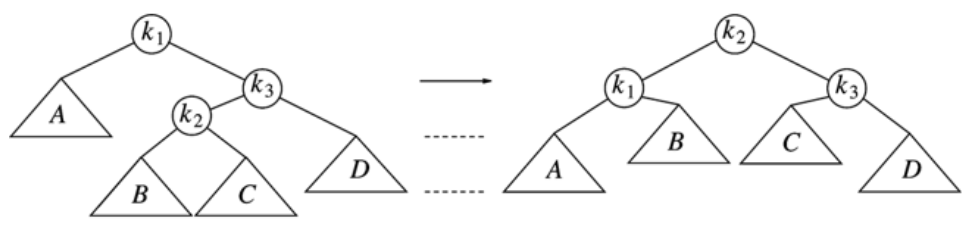 k₁ k₂
k₃ k₁ k₃
A k₂ B C
D A D
B C